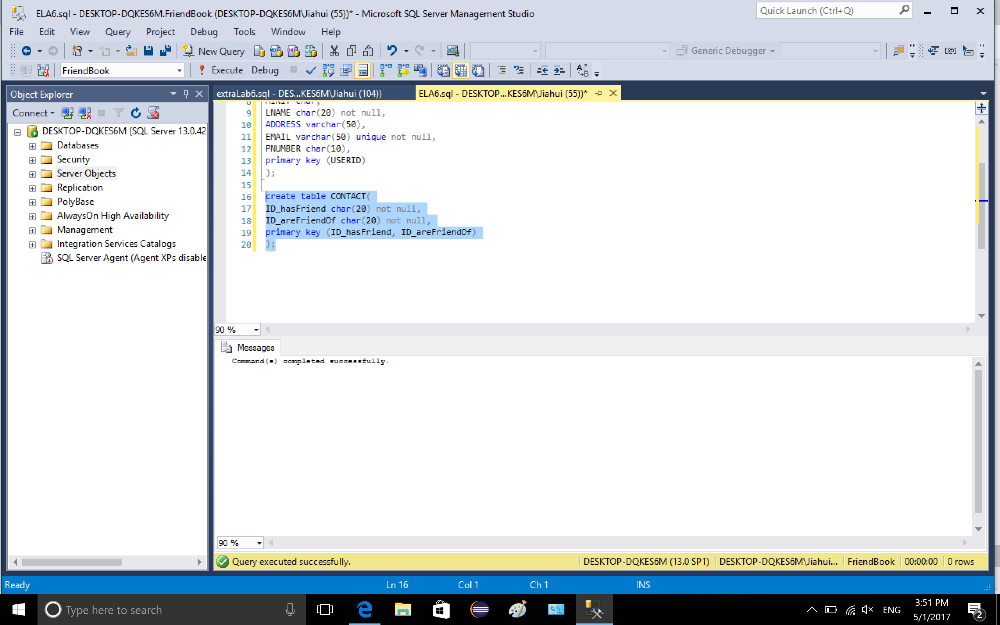 ELA6.sql - DESKTOP-DQKES6M.FriendBook (DESKTOP-DQKES6M\Jiahui (55))* - Microsoft SQL Server Management Studio
Quick Launch (Ctrl+Q)
File Edit View Query Project Debug Tools Window Help
New Query
Generic Debugger
FriendBook
Execute Debug
Object Explorer
extraLab6.sql - DES...KES6M\Jiahui (104))
ELA6.sql - DESKTOP...KES6M\Jiahui (55))*
Connect
DESKTOP-DQKES6M (SQL Server 13.0.42
Databases
Security
Server Objects
Replication
PolyBase
AlwaysOn High Availability
Management
Integration Services Catalogs
SQL Server Agent (Agent XPs disable
8 MINIT char,
9 LNAME char(20) not null,
10 ADDRESS varchar(50),
11 EMAIL varchar(50) unique not null,
12 PNUMBER char(10),
13 primary key (USERID)
14 );
15
16 create table CONTACT(
17 ID_hasFriend char(20) not null,
18 ID_areFriendOf char(20) not null,
19 primary key (ID_hasFriend, ID_areFriendOf)
20 );
90 %
Messages
Command(s) completed successfully.
90 %
Query executed successfully.
DESKTOP-DQKES6M (13.0 SP1)
DESKTOP-DQKES6M\Jiahui...
FriendBook
00:00:00
0 rows
Ready
Ln 16
Col 1
Ch 1
INS
Type here to search
ENG
3:51 PM
5/1/2017
2